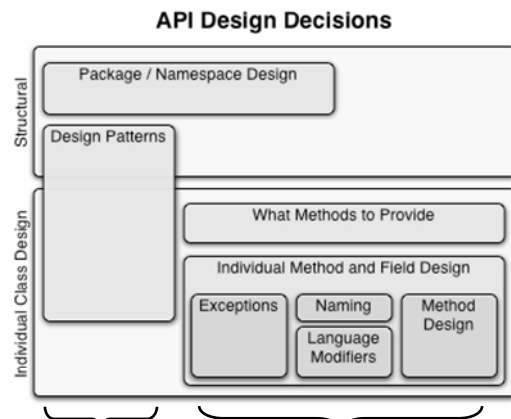 API Design Decisions
Structural
Package / Namespace Design
Design Patterns
Individual Class Design
What Methods to Provide
Individual Method and Field Design
Exceptions
Naming
Language
Modifiers
Method
Design